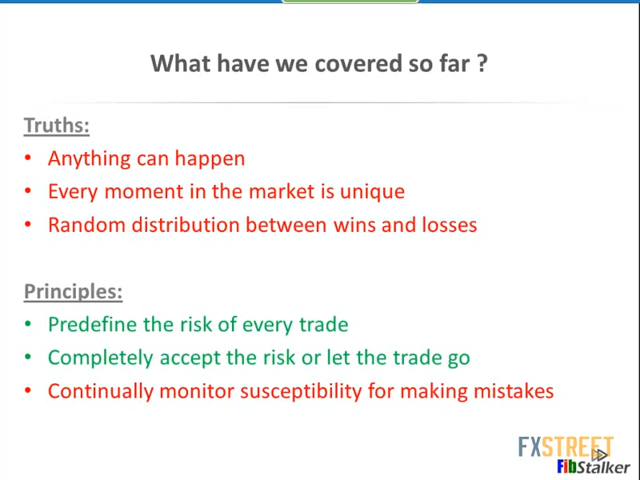 What have we covered so far ?
Truths:
• Anything can happen
• Every moment in the market is unique
• Random distribution between wins and losses
Principles:
• Predefine the risk of every trade
• Completely accept the risk or let the trade go
• Continually monitor susceptibility for making mistakes
FXSTREET
FibStalker